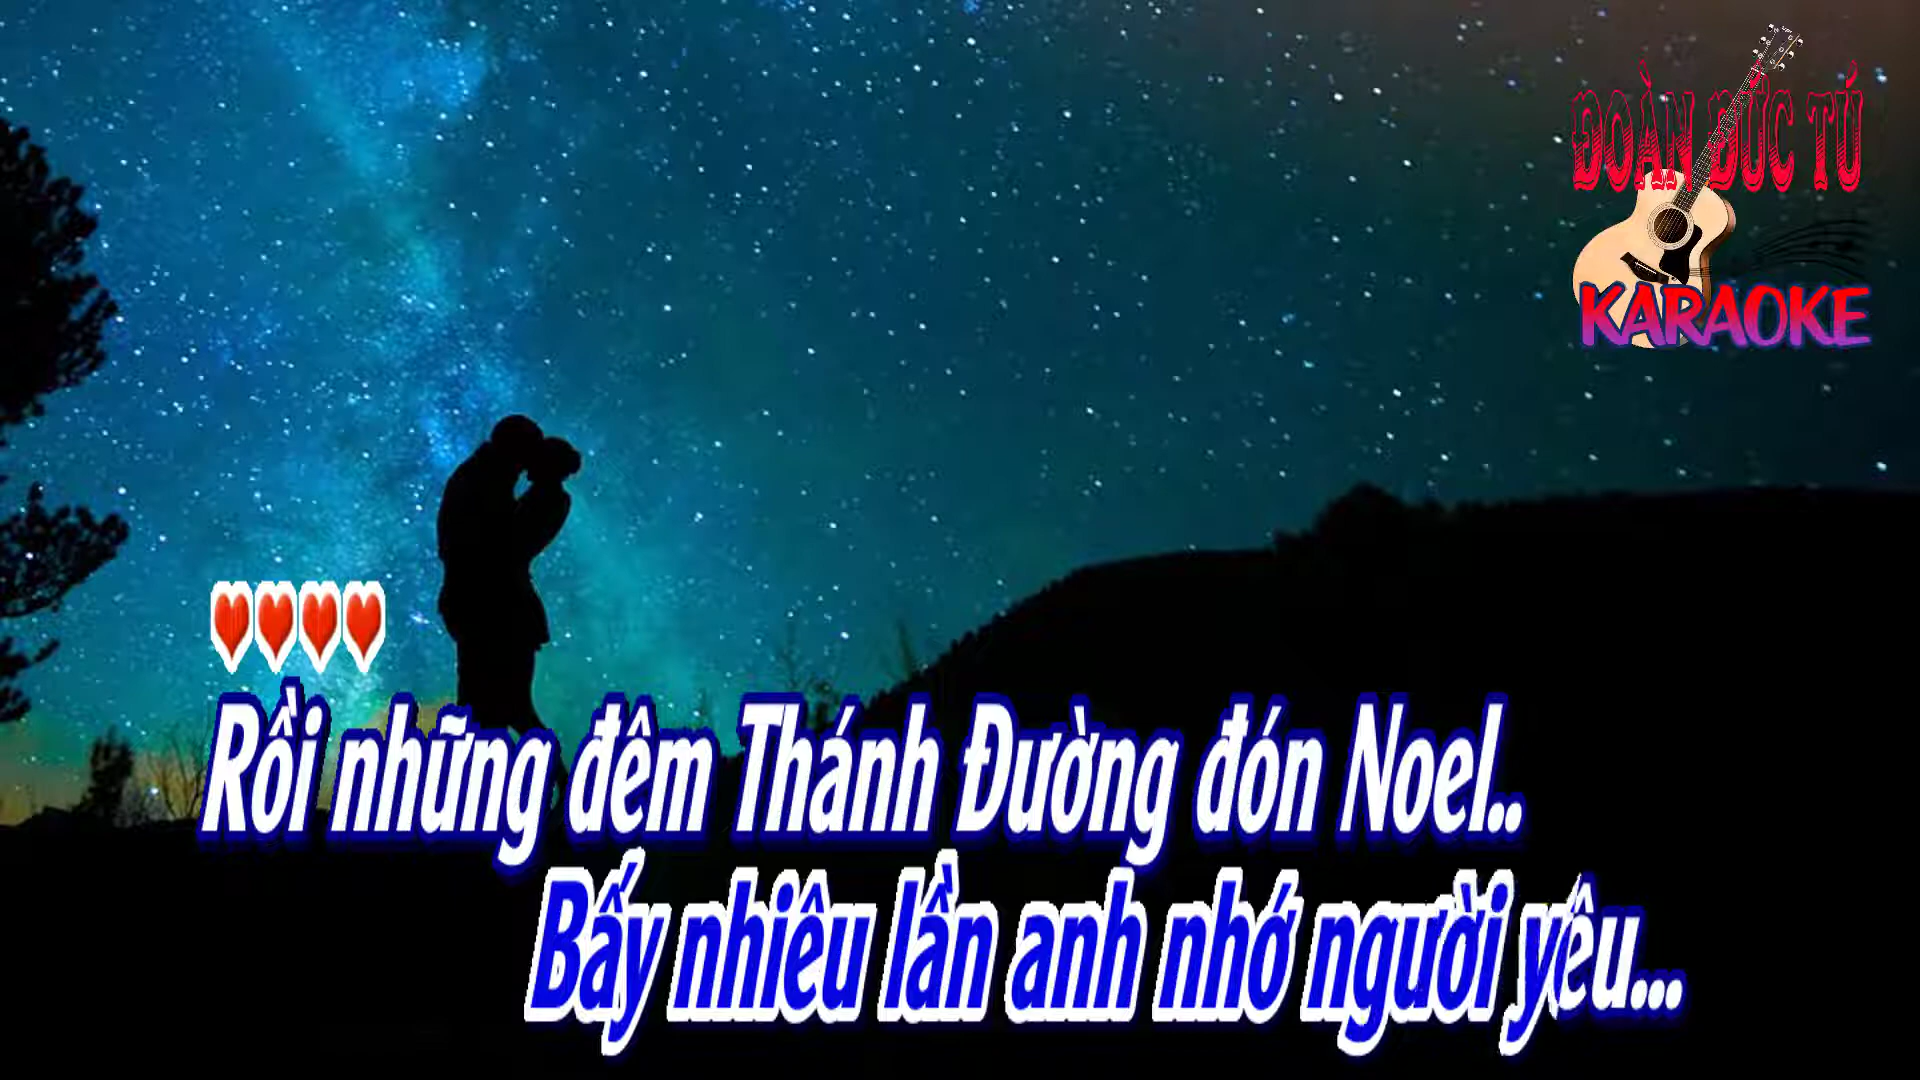 ĐOÀN ĐỨC TÚ
KARAOKE
Rồi những đêm Thánh Đường đón Noel..
Bấy nhiêu lần anh nhớ người yêu...